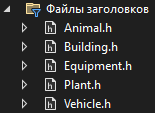 Файлы заголовков
Animal.h
Building.h
Equipment.h
Plant.h
Vehicle.h